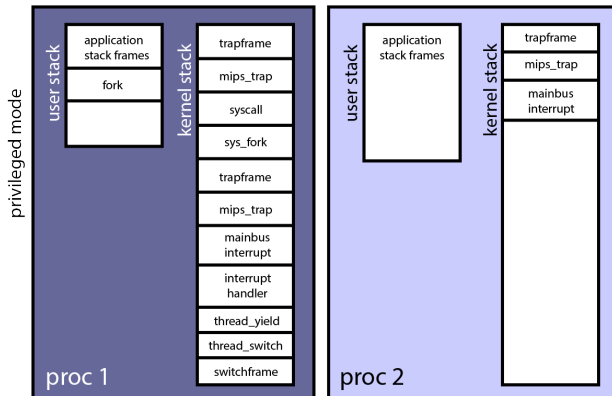 privileged mode
user stack
application
stack frames
fork
kernel stack
trapframe
mips_trap
syscall
sys_fork
trapframe
mips_trap
mainbus
interrupt
interrupt
handler
thread_yield
thread_switch
switchframe
proc 1
user stack
application
stack frames
kernel stack
trapframe
mips_trap
mainbus
interrupt
proc 2